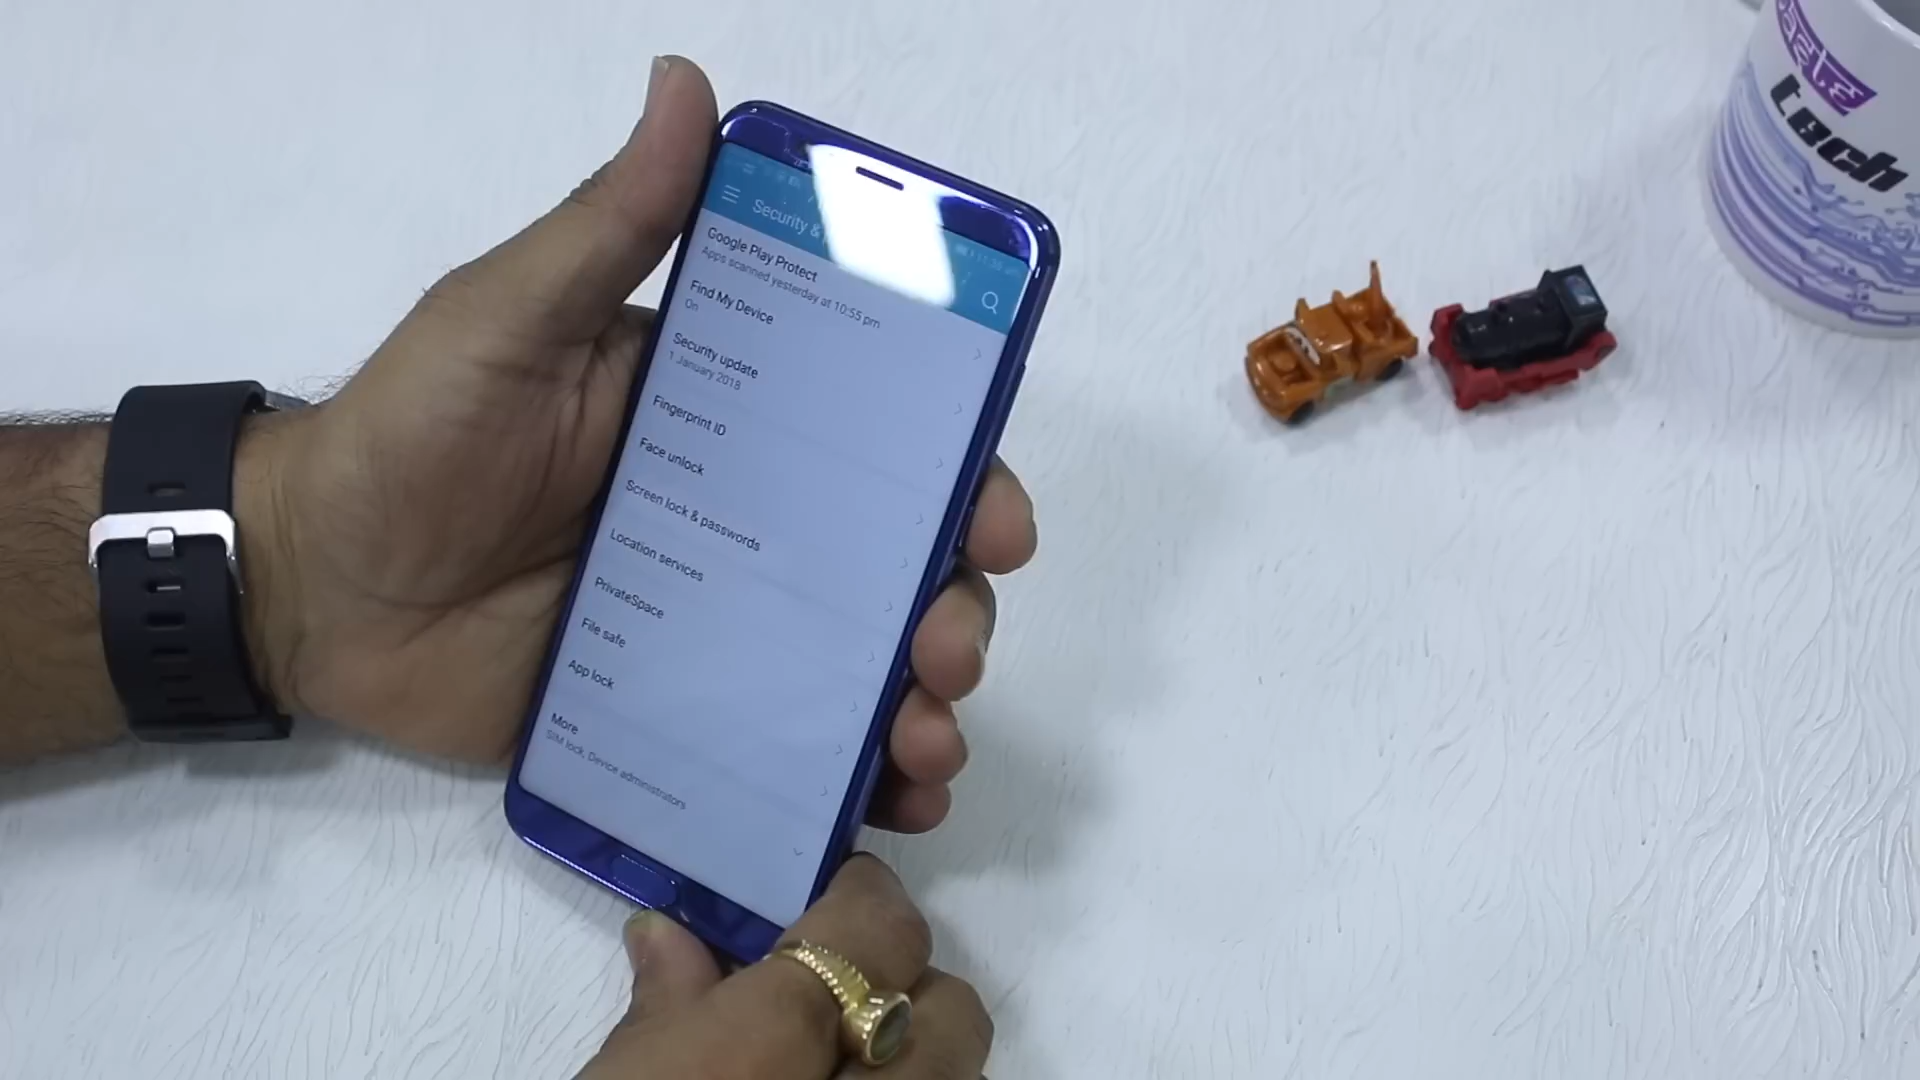 Security &
Google Play Protect
Apps scanned yesterday at 10:55 pm
Find My Device
On
Security update
1 January 2018
Fingerprint ID
Face unlock
Screen lock & passwords
Location services
PrivateSpace
File safe
App lock
More
SIM lock, Device administrators
tech